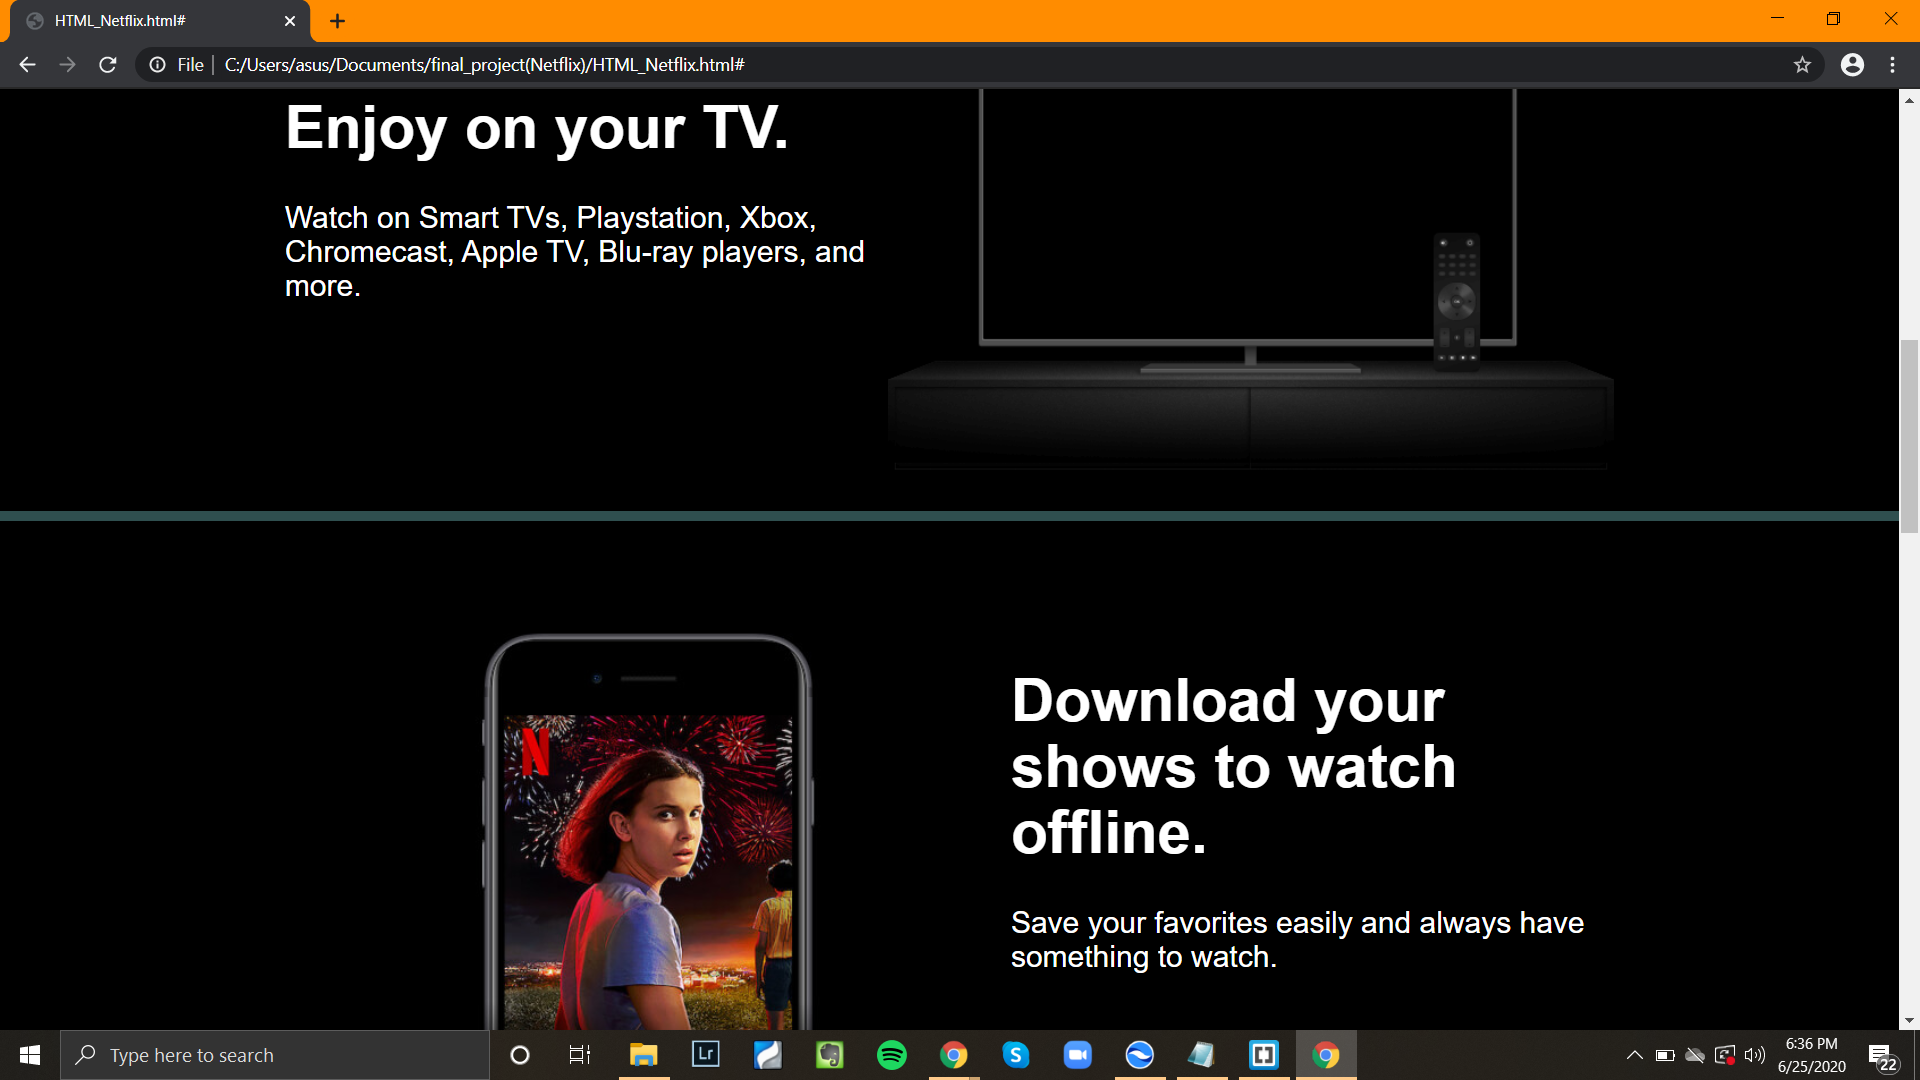 HTML_Netflix.html#
File
C:/Users/asus/Documents/final_project(Netflix)/HTML_Netflix.html#
Enjoy on your TV.
Watch on Smart TVs, Playstation, Xbox,
Chromecast, Apple TV, Blu-ray players, and
more.
N
Download your
shows to watch
offline.
Save your favorites easily and always have
something to watch.
Type here to search
Lr
S
6:36 PM
6/25/2020
22